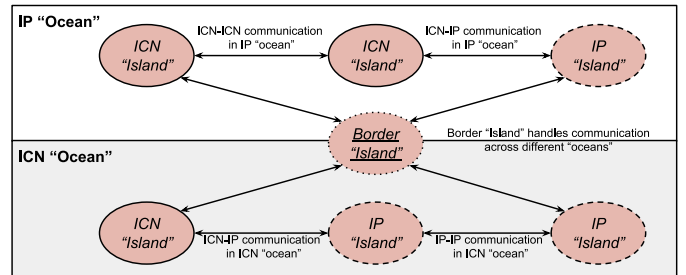 IP “Ocean”
ICN
“Island”
ICN-ICN communication
in IP “ocean”
ICN
“Island”
ICN-IP communication
in IP “ocean”
IP
“Island”
Border
“Island”
Border “Island” handles communication
across different “oceans”
ICN “Ocean”
ICN
“Island”
ICN-IP communication
in ICN “ocean”
IP
“Island”
IP-IP communication
in ICN “ocean”
IP
“Island”